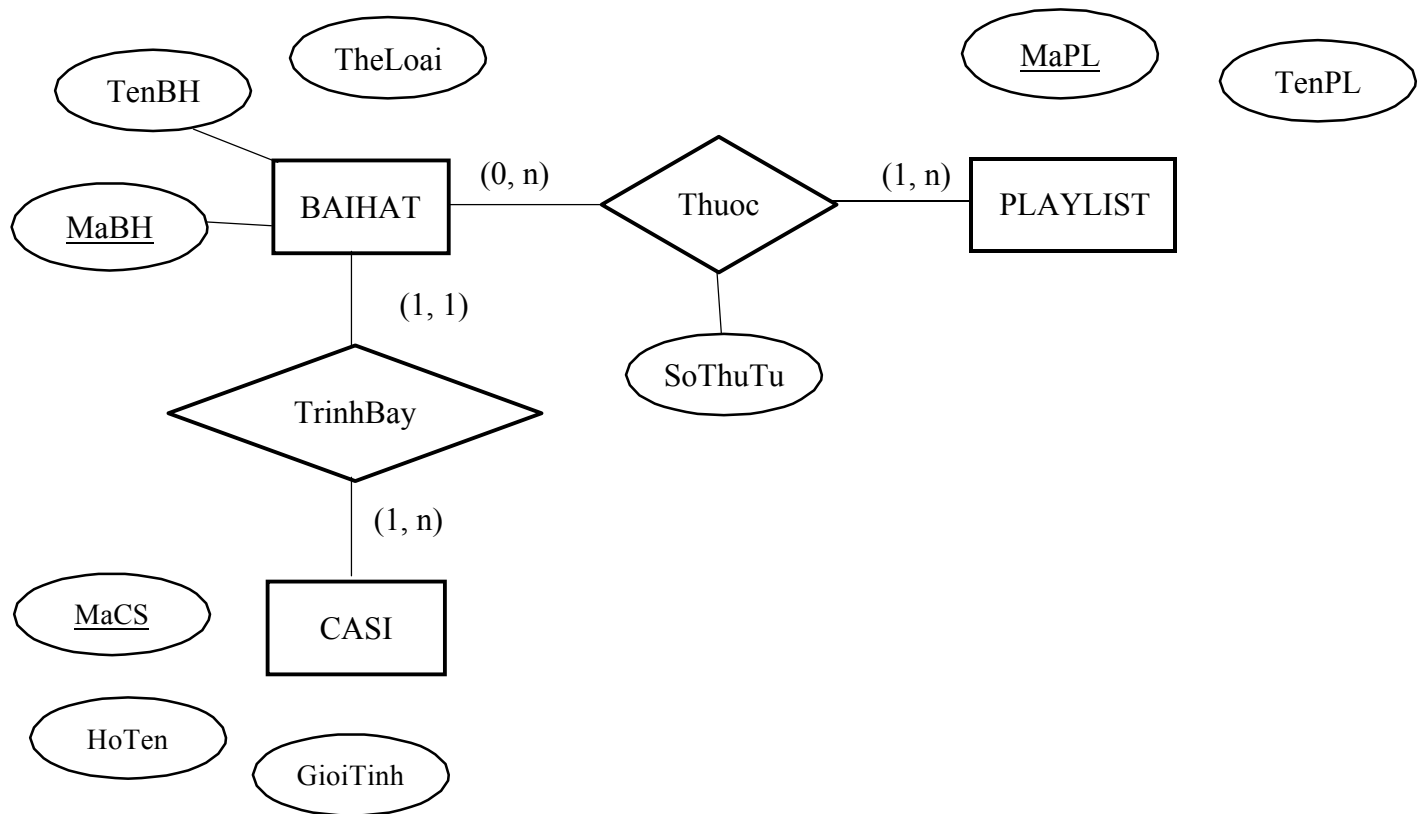 TheLoai
MaPL
TenBH
TenPL
(0, n)
(1, n)
BAIHAT
Thuoc
PLAYLIST
MaBH
(1, 1)
SoThuTu
TrinhBay
(1, n)
MaCS
CASI
HoTen
GioiTinh